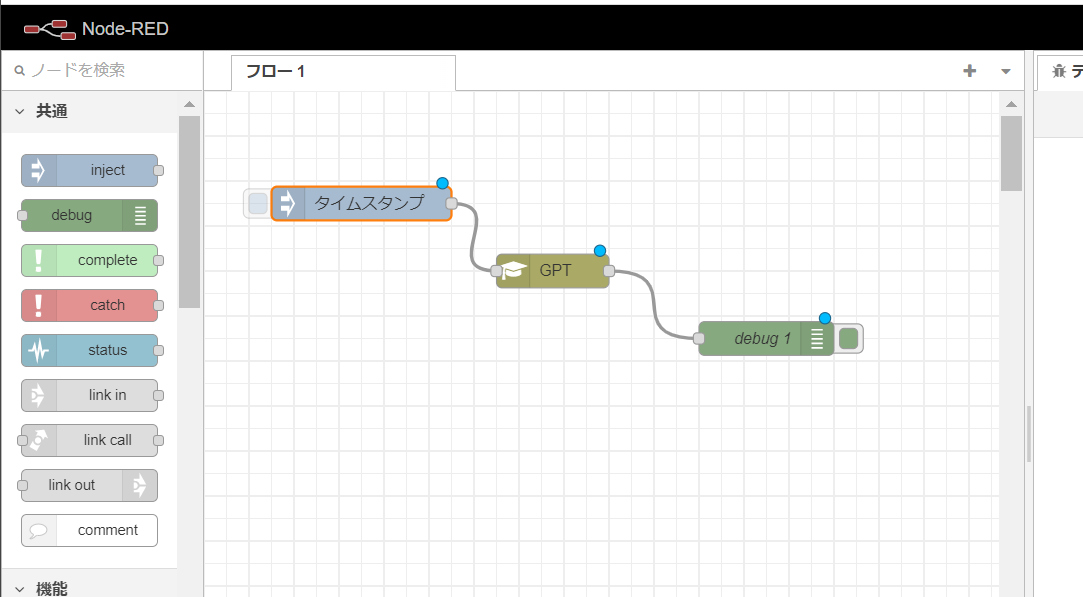 Node-RED
ノードを検索
フロー 1
デ
共通
inject
debug
complete
catch
status
link in
link call
link out
comment
機能
タイムスタンプ
GPT
debug 1